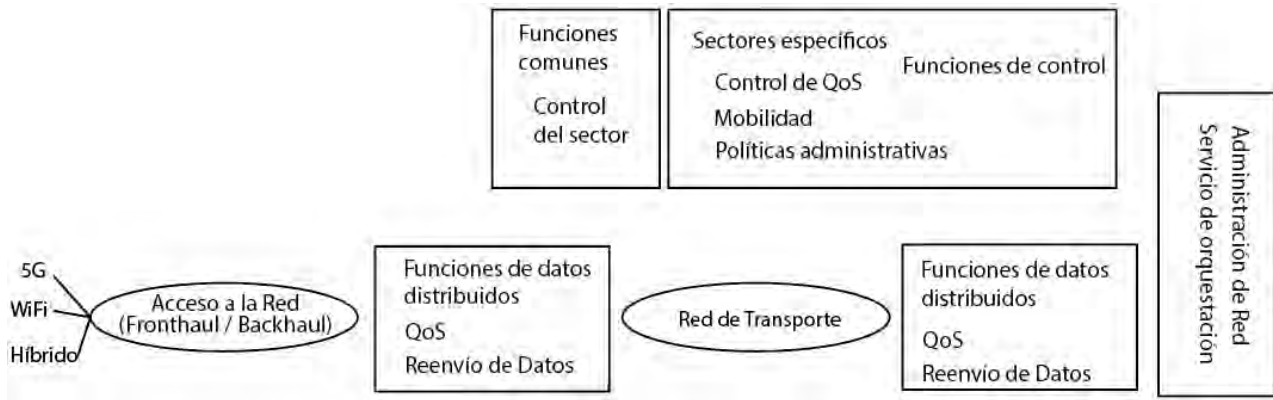 Funciones
comunes
Control
del sector
Sectores específicos
Funciones de control
Control de QoS
Mobilidad
Políticas administrativas
Administración de Red
Servicio de orquestación
5G
WiFi
Híbrido
Acceso a la Red
(Fronthaul / Backhaul)
Funciones de datos
distribuidos
QoS
Reenvío de Datos
Red de Transporte
Funciones de datos
distribuidos
QoS
Reenvío de Datos